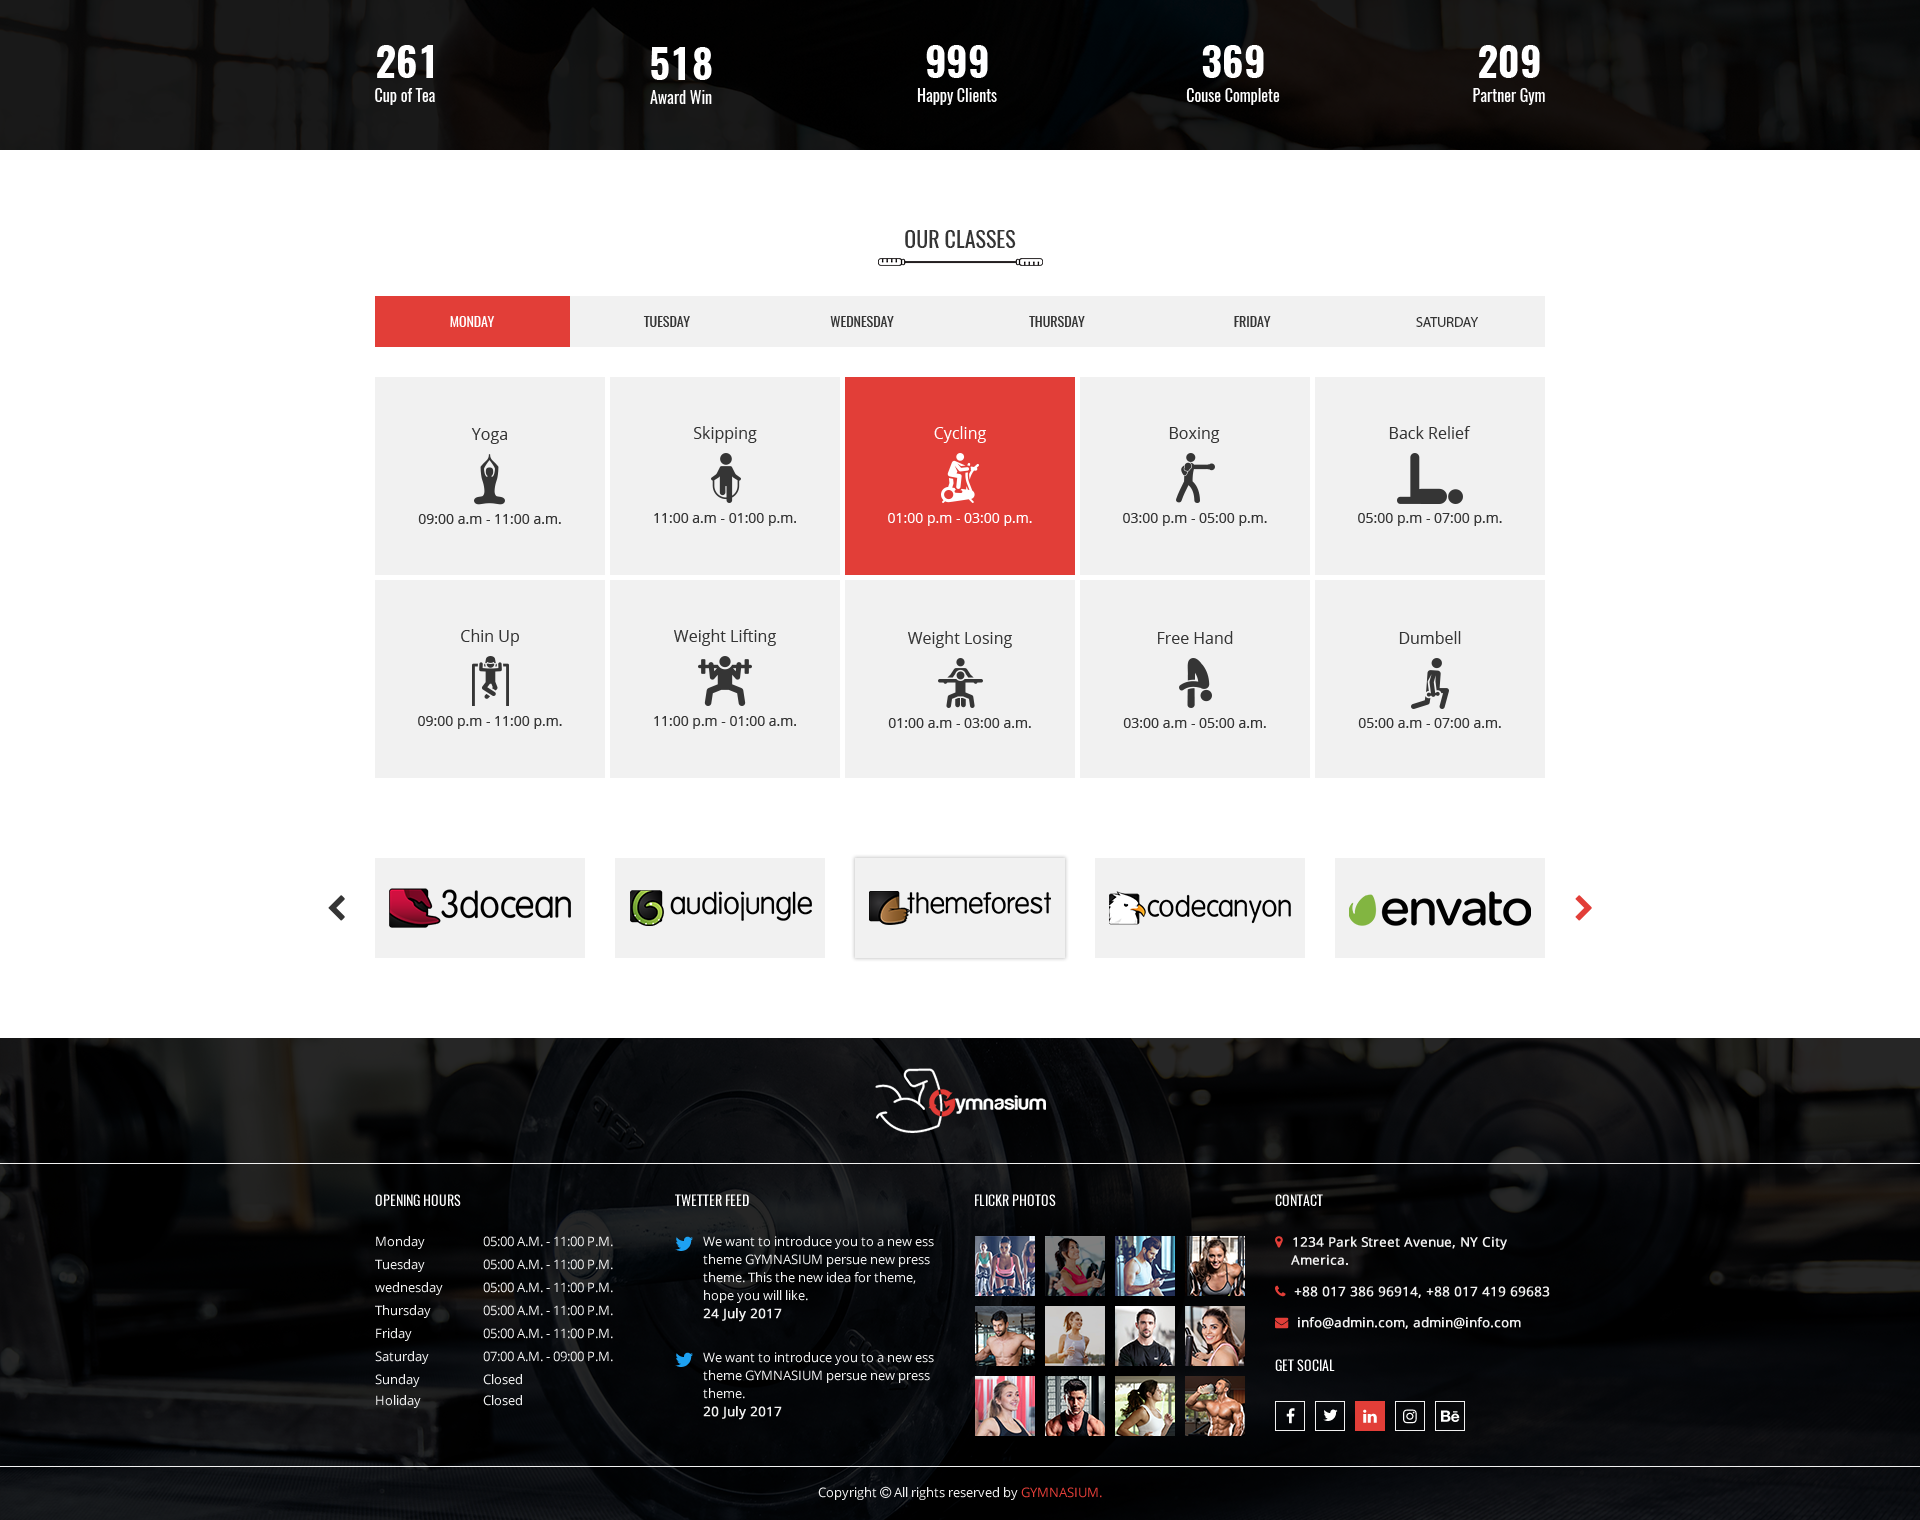 261
Cup of Tea
518
Award Win
999
Happy Clients
369
Couse Complete
209
Partner Gym
OUR CLASSES
MONDAY
TUESDAY
WEDNESDAY
THURSDAY
FRIDAY
SATURDAY
Yoga
09:00 a.m - 11:00 a.m.
Skipping
11:00 a.m - 01:00 p.m.
Cycling
01:00 p.m - 03:00 p.m.
Boxing
03:00 p.m - 05:00 p.m.
Back Relief
05:00 p.m - 07:00 p.m.
Chin Up
09:00 p.m - 11:00 p.m.
Weight Lifting
11:00 p.m - 01:00 a.m.
Weight Losing
01:00 a.m - 03:00 a.m.
Free Hand
03:00 a.m - 05:00 a.m.
Dumbell
05:00 a.m - 07:00 a.m.
3docean
audiojungle
themeforest
codecanyon
envato
Gymnasium
OPENING HOURS
Monday 05:00 A.M. - 11:00 P.M.
Tuesday 05:00 A.M. - 11:00 P.M.
wednesday 05:00 A.M. - 11:00 P.M.
Thursday 05:00 A.M. - 11:00 P.M.
Friday 05:00 A.M. - 11:00 P.M.
Saturday 07:00 A.M. - 09:00 P.M.
Sunday Closed
Holiday Closed
TWETTER FEED
We want to introduce you to a new ess
theme GYMNASIUM persue new press
theme. This the new idea for theme,
hope you will like.
24 July 2017
We want to introduce you to a new ess
theme GYMNASIUM persue new press
theme.
20 July 2017
FLICKR PHOTOS
CONTACT
1234 Park Street Avenue, NY City
America.
+88 017 386 96914, +88 017 419 69683
info@admin.com, admin@info.com
GET SOCIAL
Copyright © All rights reserved by GYMNASIUM.